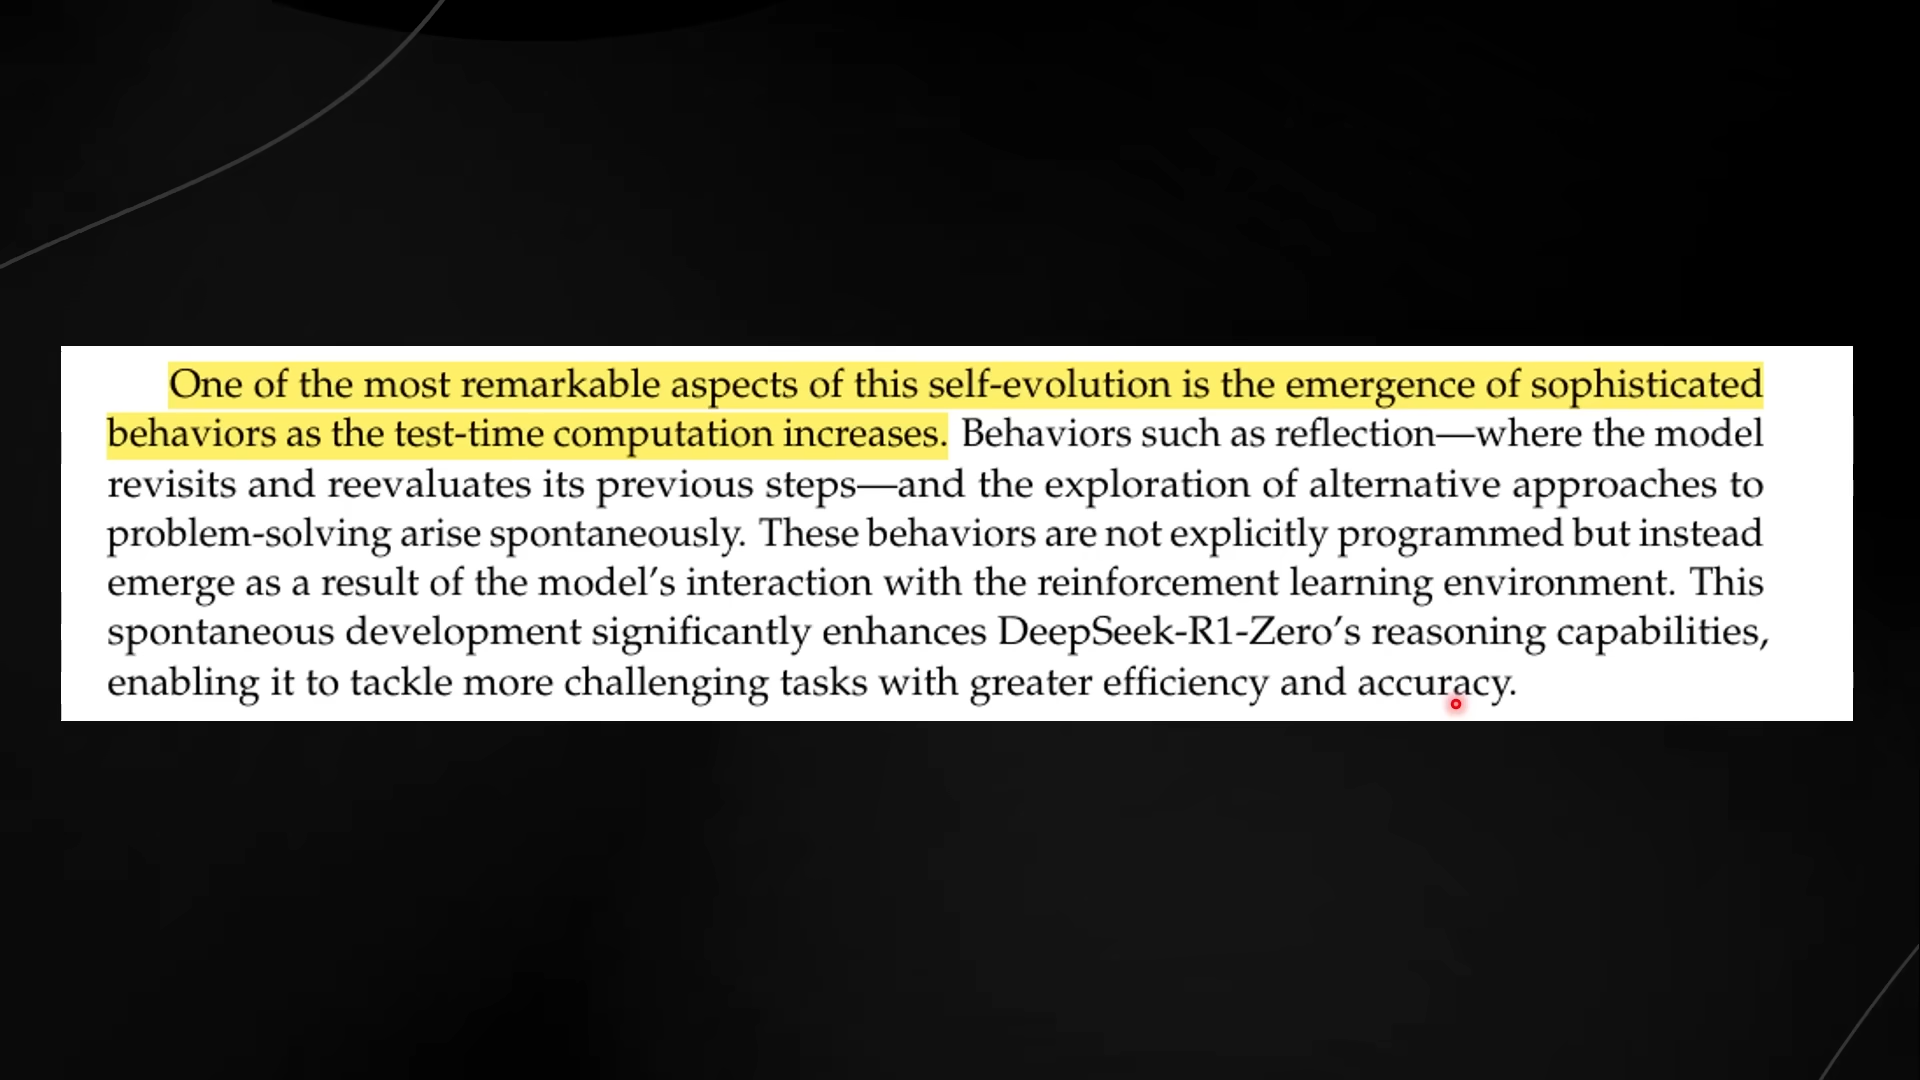 One of the most remarkable aspects of this self-evolution is the emergence of sophisticated
behaviors as the test-time computation increases. Behaviors such as reflection—where the model
revisits and reevaluates its previous steps—and the exploration of alternative approaches to
problem-solving arise spontaneously. These behaviors are not explicitly programmed but instead
emerge as a result of the model’s interaction with the reinforcement learning environment. This
spontaneous development significantly enhances DeepSeek-R1-Zero’s reasoning capabilities,
enabling it to tackle more challenging tasks with greater efficiency and accuracy.